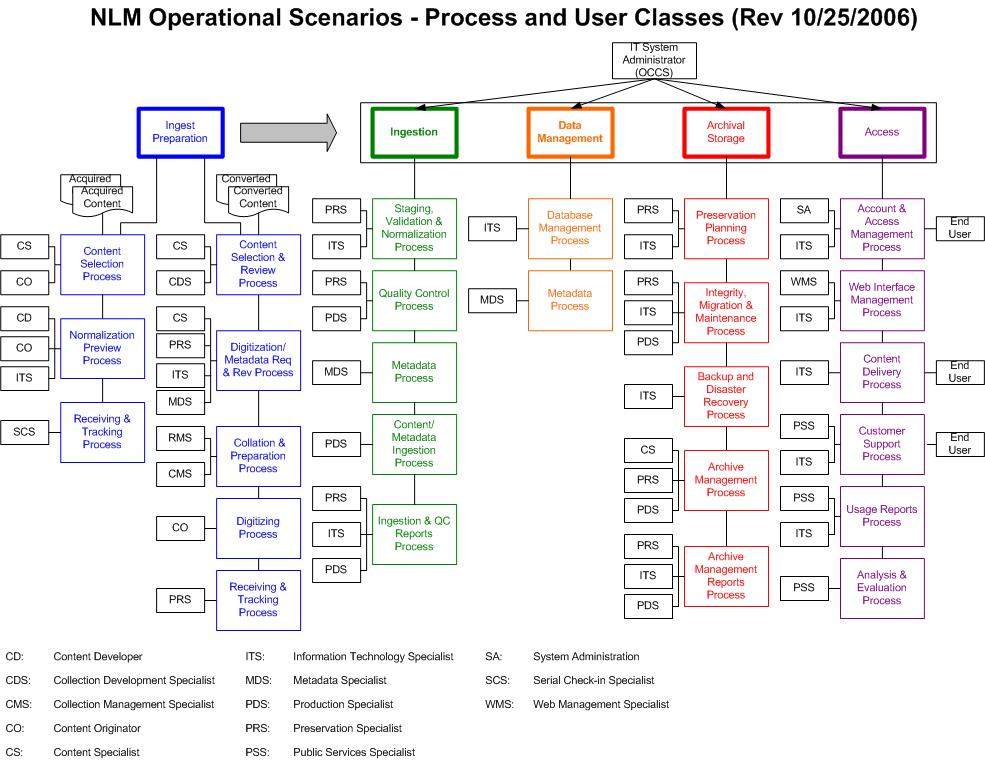 NLM Operational Scenarios - Process and User Classes (Rev 10/25/2006)
IT System
Administrator
(OCCS)
Ingest
Preparation
Ingestion
Data
Management
Archival
Storage
Access
Acquired
Acquired
Content
Converted
Converted
Content
CS
CO
Content
Selection
Process
CD
CO
ITS
Normalization
Preview
Process
SCS
Receiving &
Tracking
Process
CS
CDS
Content
Selection &
Review
Process
CS
PRS
ITS
MDS
Digitization/
Metadata Req
& Rev Process
RMS
CMS
Collation &
Preparation
Process
CO
Digitizing
Process
PRS
Receiving &
Tracking
Process
PRS
ITS
Staging,
Validation &
Normalization
Process
PRS
PDS
Quality Control
Process
MDS
Metadata
Process
PDS
Content/
Metadata
Ingestion
Process
PRS
ITS
PDS
Ingestion & QC
Reports
Process
ITS
Database
Management
Process
MDS
Metadata
Process
PRS
ITS
Preservation
Planning
Process
PRS
ITS
PDS
Integrity,
Migration &
Maintenance
Process
ITS
Backup and
Disaster
Recovery
Process
CS
PRS
PDS
Archive
Management
Process
PRS
ITS
PDS
Archive
Management
Reports
Process
SA
ITS
Account &
Access
Management
Process
End
User
WMS
ITS
Web Interface
Management
Process
ITS
Content
Delivery
Process
End
User
PSS
ITS
Customer
Support
Process
End
User
PSS
ITS
Usage Reports
Process
PSS
Analysis &
Evaluation
Process
CD: Content Developer
CDS: Collection Development Specialist
CMS: Collection Management Specialist
CO: Content Originator
CS: Content Specialist
ITS: Information Technology Specialist
MDS: Metadata Specialist
PDS: Production Specialist
PRS: Preservation Specialist
PSS: Public Services Specialist
SA: System Administration
SCS: Serial Check-in Specialist
WMS: Web Management Specialist